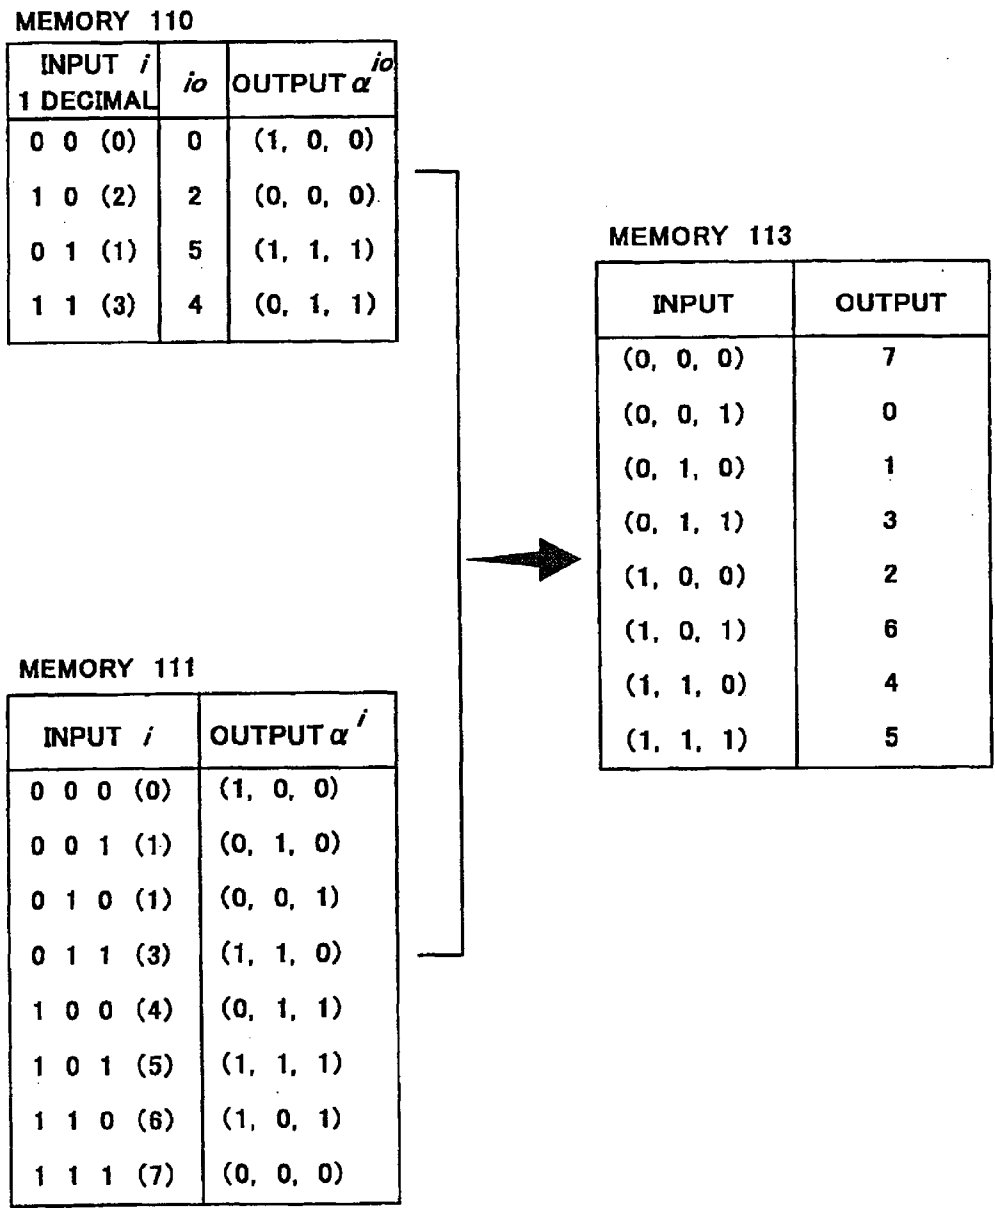 MEMORY 110
INPUT i
1 DECIMAL
io
OUTPUT α^io
0 0 (0) 0 (1, 0, 0)
1 0 (2) 2 (0, 0, 0)
0 1 (1) 5 (1, 1, 1)
1 1 (3) 4 (0, 1, 1)
MEMORY 113
INPUT OUTPUT
(0, 0, 0) 7
(0, 0, 1) 0
(0, 1, 0) 1
(0, 1, 1) 3
(1, 0, 0) 2
(1, 0, 1) 6
(1, 1, 0) 4
(1, 1, 1) 5
MEMORY 111
INPUT i OUTPUT α^i
0 0 0 (0) (1, 0, 0)
0 0 1 (1) (0, 1, 0)
0 1 0 (1) (0, 0, 1)
0 1 1 (3) (1, 1, 0)
1 0 0 (4) (0, 1, 1)
1 0 1 (5) (1, 1, 1)
1 1 0 (6) (1, 0, 1)
1 1 1 (7) (0, 0, 0)